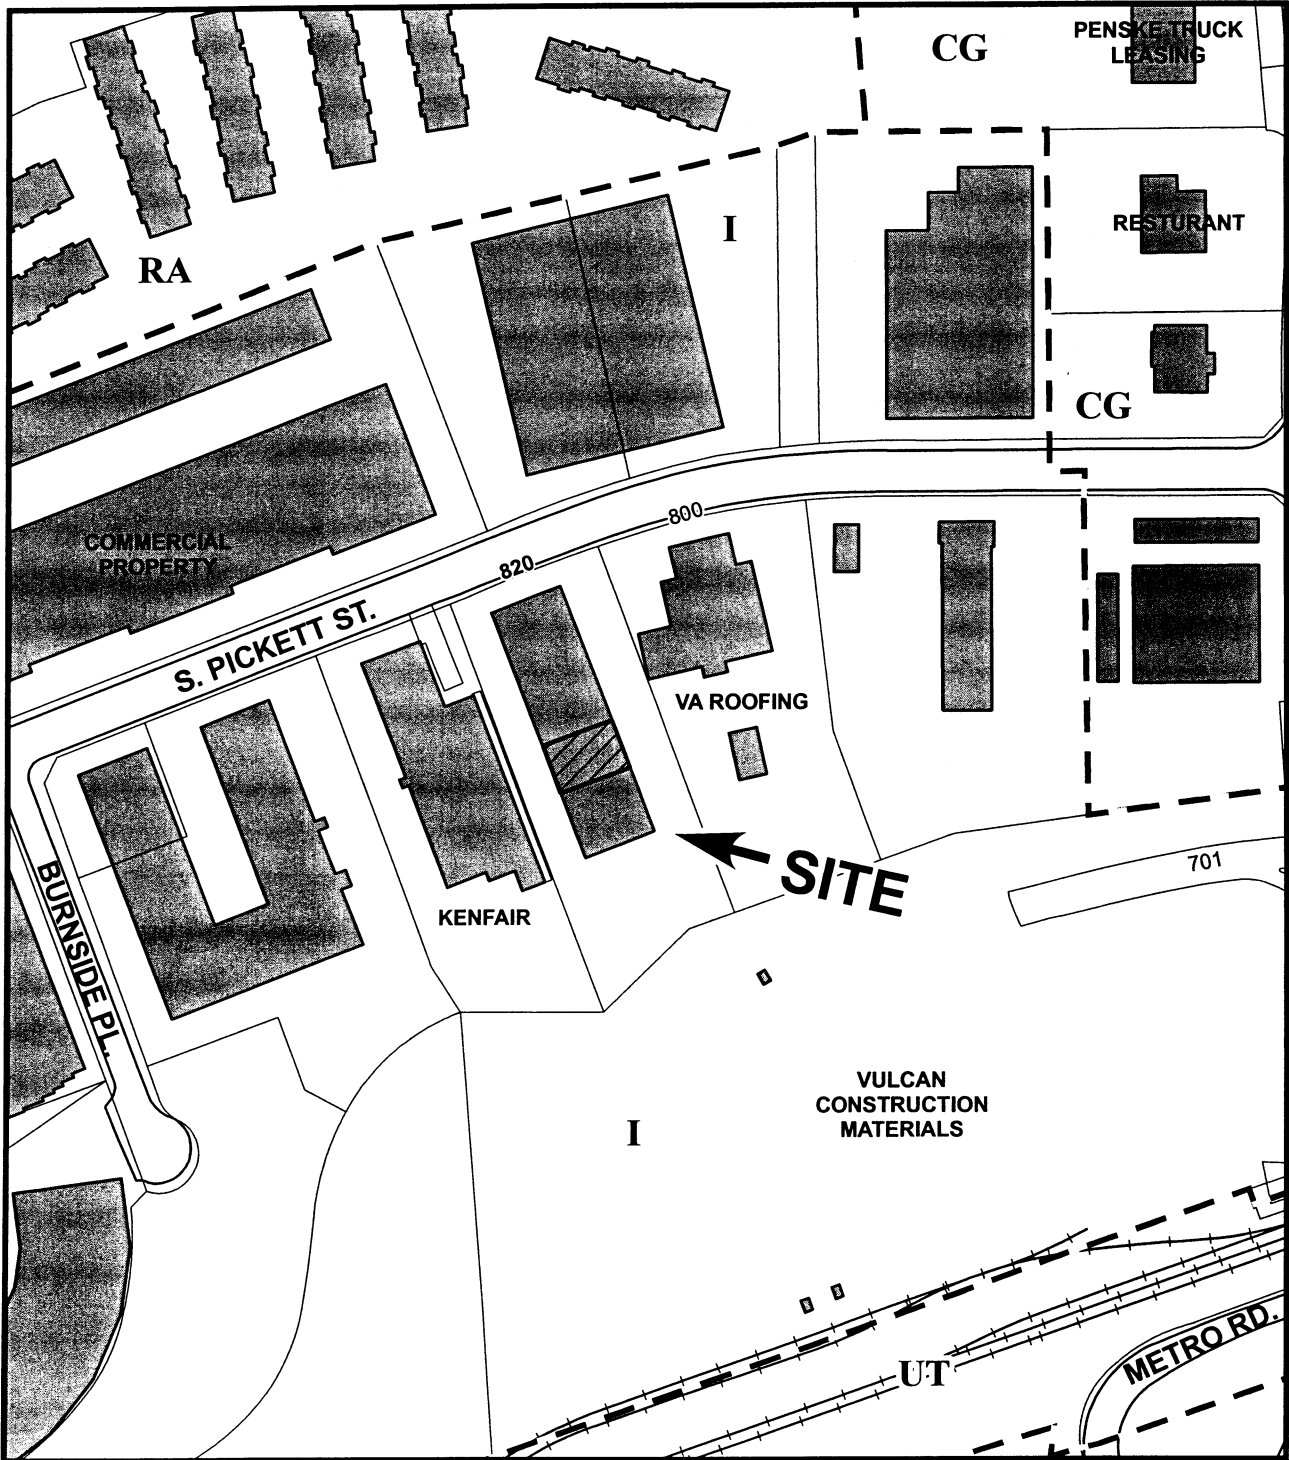 CG
PENSKE TRUCK
LEASING
I
RESTURANT
RA
CG
800
820
COMMERCIAL
PROPERTY
S. PICKETT ST.
VA ROOFING
SITE
701
BURNSIDE PL.
KENFAIR
VULCAN
CONSTRUCTION
MATERIALS
I
UT
METRO RD.